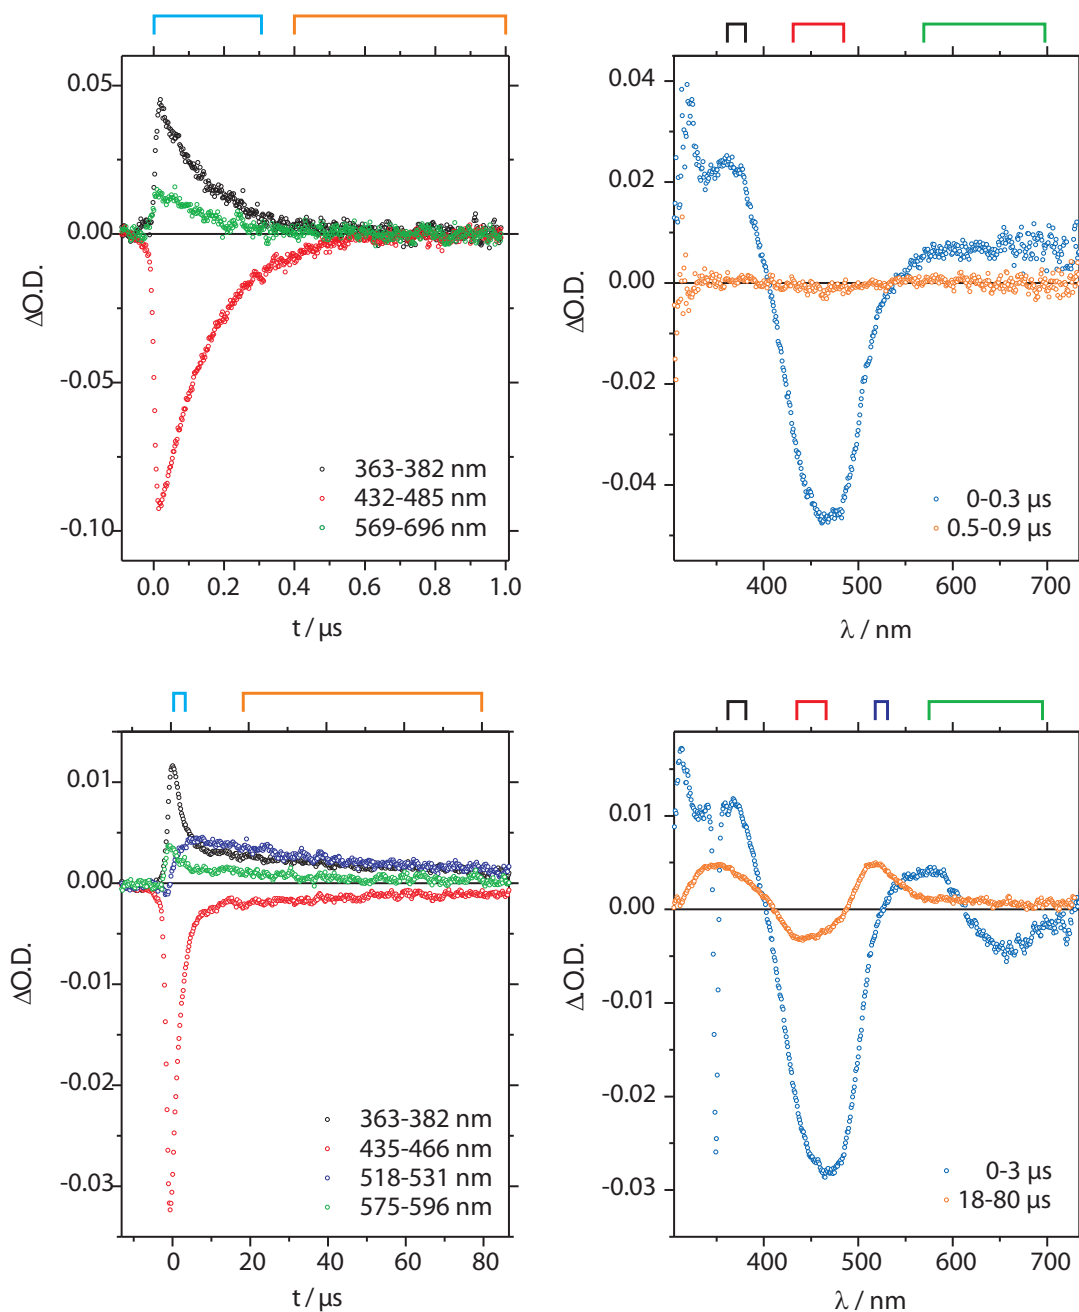 0.05
0.00
-0.05
-0.10
ΔO.D.
363-382 nm
432-485 nm
569-696 nm
0.0 0.2 0.4 0.6 0.8 1.0
t / µs
0.04
0.02
0.00
-0.02
-0.04
ΔO.D.
0-0.3 µs
0.5-0.9 µs
400 500 600 700
λ / nm
0.01
0.00
-0.01
-0.02
-0.03
ΔO.D.
363-382 nm
435-466 nm
518-531 nm
575-596 nm
0 20 40 60 80
t / µs
0.01
0.00
-0.01
-0.02
-0.03
ΔO.D.
0-3 µs
18-80 µs
400 500 600 700
λ / nm